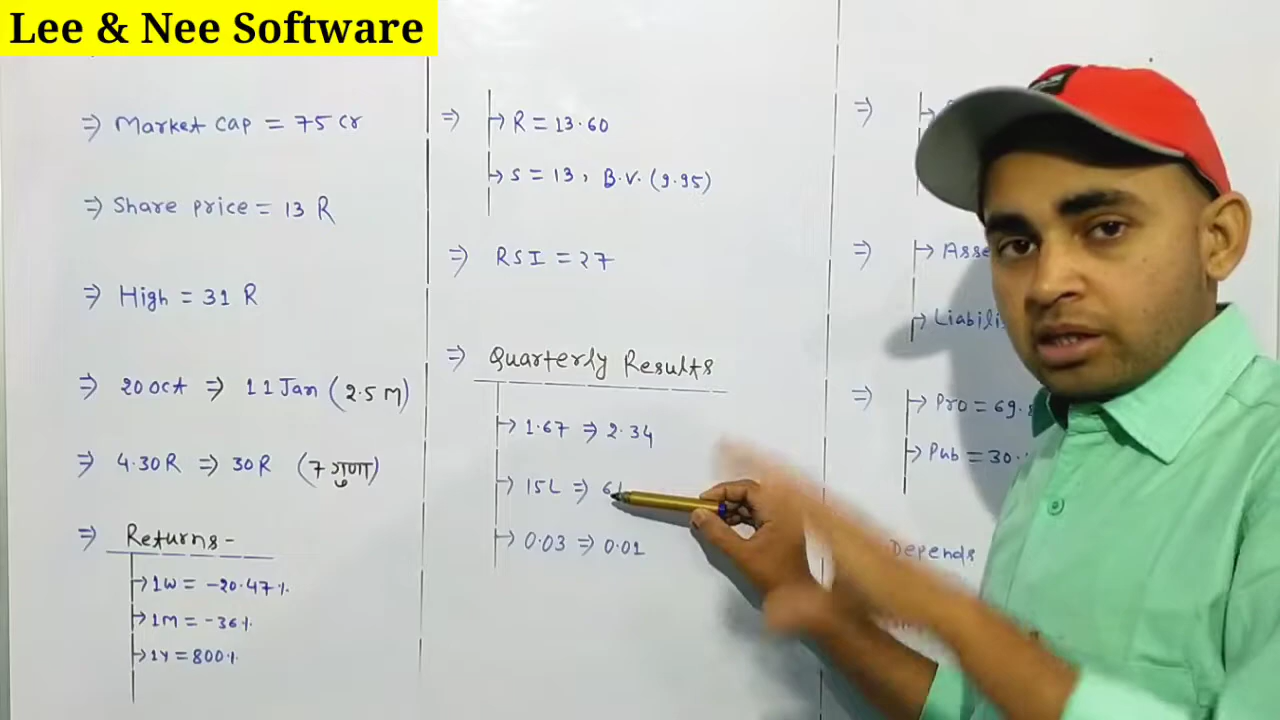 Lee & Nee Software
⇒ Market cap = 75 cr
⇒ Share price = 13 R
⇒ High = 31 R
⇒ 20 Oct ⇒ 11 Jan (2.5 M)
⇒ 4.30 R ⇒ 30 R (7 गुणा)
⇒ Returns -
→ 1W = -20.47%
→ 1M = -36%
→ 1Y = 800%
⇒ → R = 13.60
→ S = 13, B.V. (9.95)
⇒ RSI = 27
⇒ Quarterly Results
→ 1.67 ⇒ 2.34
→ 15L ⇒ 6L
→ 0.03 ⇒ 0.01
⇒
⇒ →
→
⇒ → Pro = 69.
→ Pub = 30.
Depends